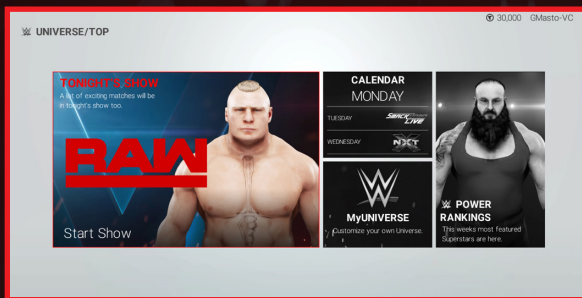 30,000 GMasto-VC
UNIVERSE/TOP
TONIGHT'S SHOW
A lot of exciting matches will be
in tonight's show too.
RAW
Start Show
CALENDAR
MONDAY
TUESDAY SMACKDOWN LIVE
WEDNESDAY NXT
MyUNIVERSE
Customize your own Universe.
POWER
RANKINGS
This weeks most featured
Superstars are here.